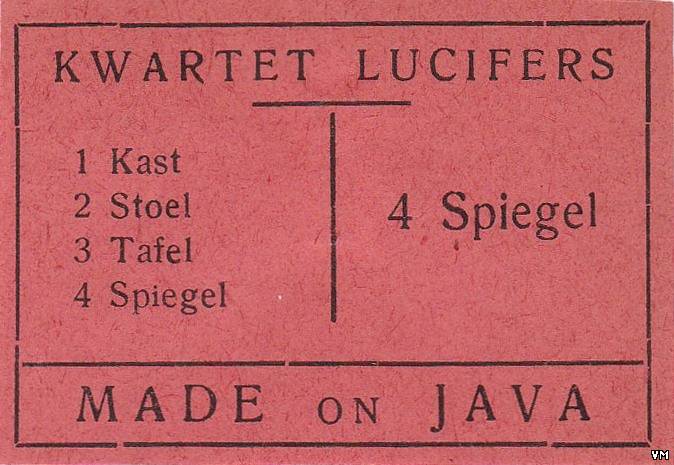 KWARTET LUCIFERS
1 Kast
2 Stoel
3 Tafel
4 Spiegel
4 Spiegel
MADE ON JAVA
VM